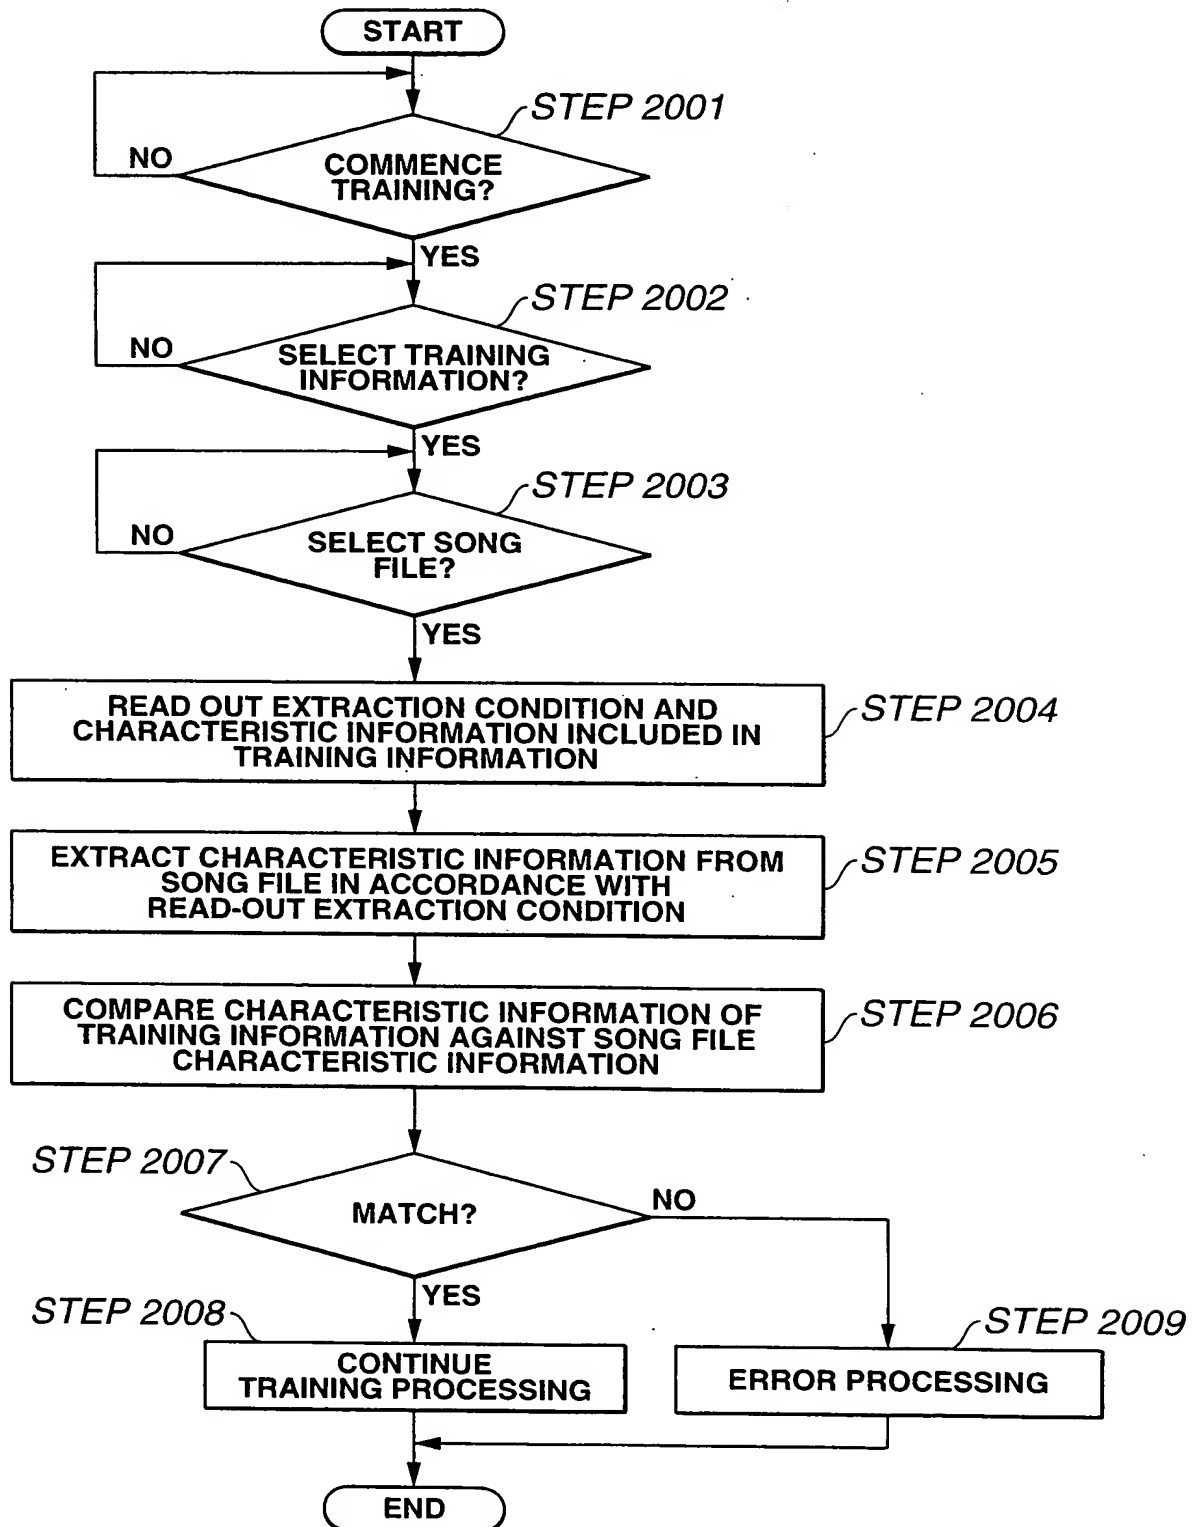 START
STEP 2001
NO
COMMENCE
TRAINING?
YES
STEP 2002
NO
SELECT TRAINING
INFORMATION?
YES
STEP 2003
NO
SELECT SONG
FILE?
YES
READ OUT EXTRACTION CONDITION AND
CHARACTERISTIC INFORMATION INCLUDED IN
TRAINING INFORMATION
STEP 2004
EXTRACT CHARACTERISTIC INFORMATION FROM
SONG FILE IN ACCORDANCE WITH
READ-OUT EXTRACTION CONDITION
STEP 2005
COMPARE CHARACTERISTIC INFORMATION OF
TRAINING INFORMATION AGAINST SONG FILE
CHARACTERISTIC INFORMATION
STEP 2006
STEP 2007
MATCH?
NO
YES
STEP 2008
CONTINUE
TRAINING PROCESSING
STEP 2009
ERROR PROCESSING
END